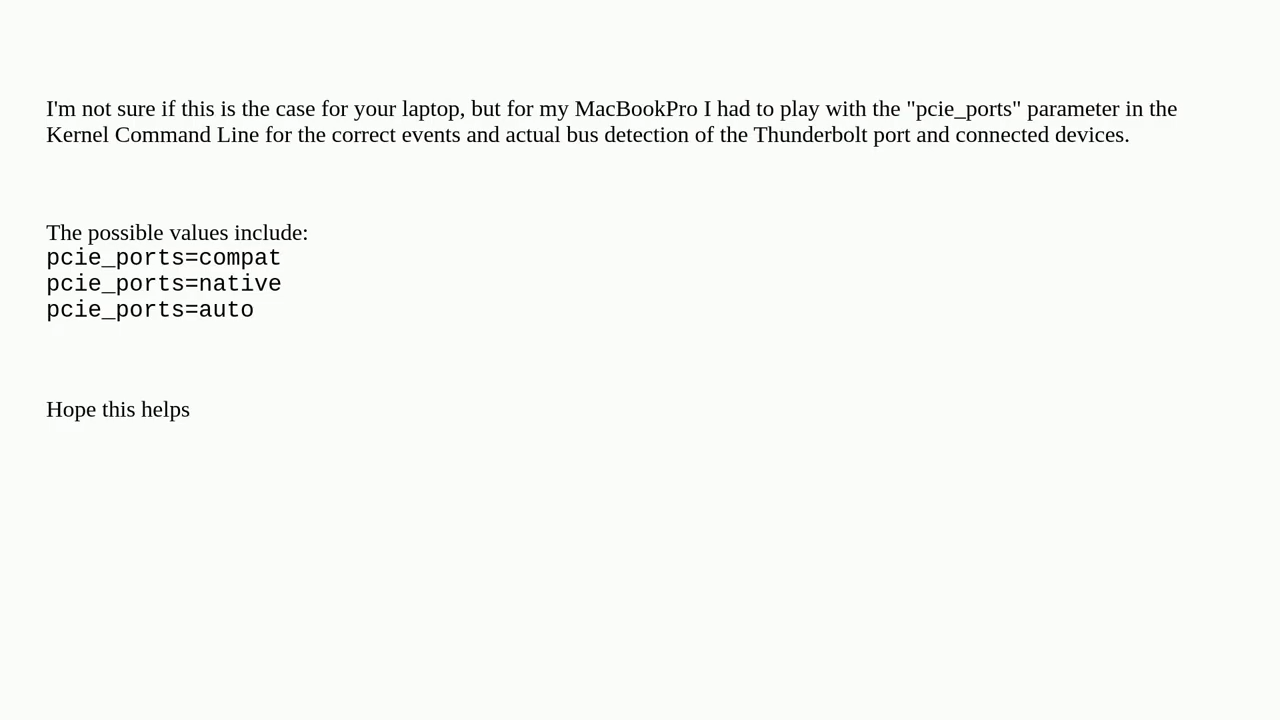 I'm not sure if this is the case for your laptop, but for my MacBookPro I had to play with the "pcie_ports" parameter in the
Kernel Command Line for the correct events and actual bus detection of the Thunderbolt port and connected devices.
The possible values include:
pcie_ports=compat
pcie_ports=native
pcie_ports=auto
Hope this helps